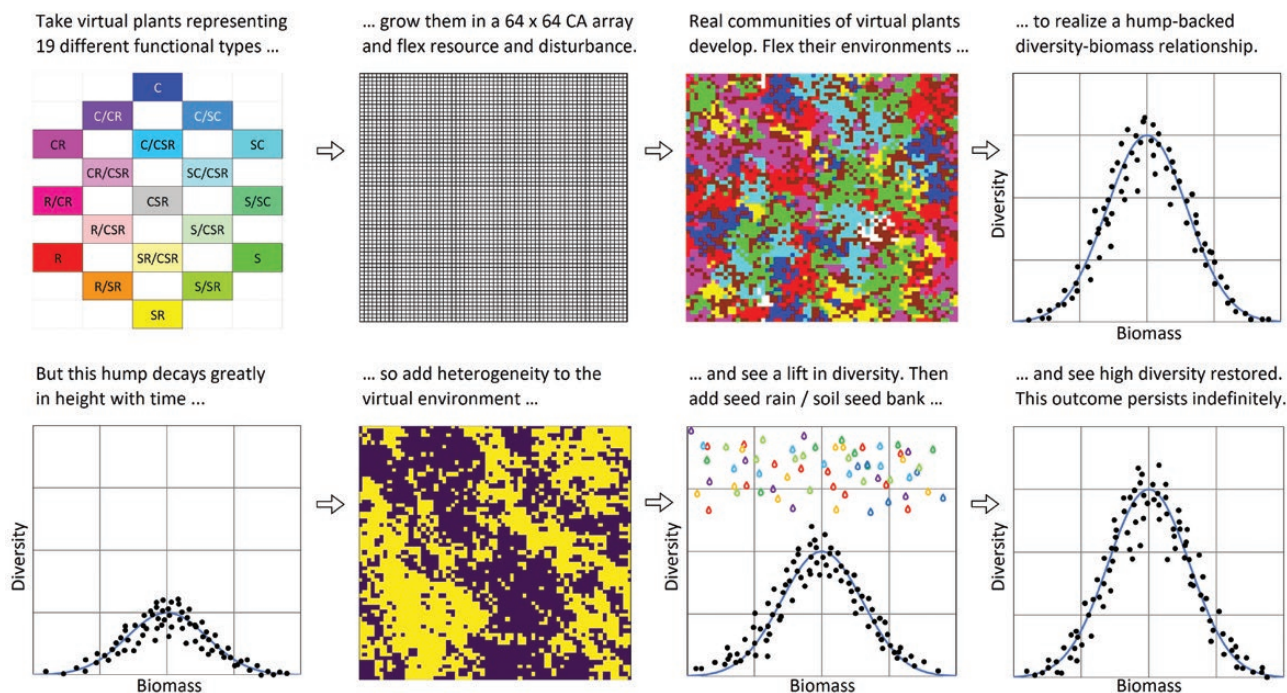 Take virtual plants representing
19 different functional types ...
... grow them in a 64 x 64 CA array
and flex resource and disturbance.
Real communities of virtual plants
develop. Flex their environments ...
... to realize a hump-backed
diversity-biomass relationship.
C
C/CR
C/SC
CR
C/CSR
SC
CR/CSR
SC/CSR
R/CR
CSR
S/SC
R/CSR
S/CSR
R
SR/CSR
S
R/SR
S/SR
SR
Diversity
Biomass
But this hump decays greatly
in height with time ...
... so add heterogeneity to the
virtual environment ...
... and see a lift in diversity. Then
add seed rain / soil seed bank ...
... and see high diversity restored.
This outcome persists indefinitely.
Diversity
Biomass
Diversity
Biomass
Diversity
Biomass